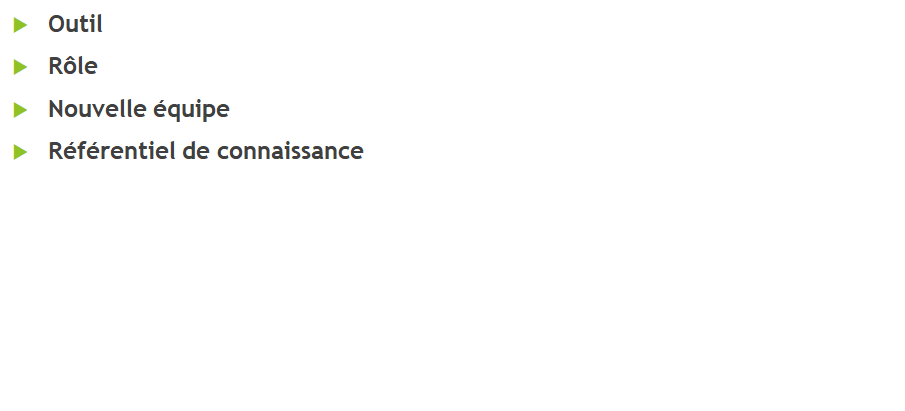 Outil
Rôle
Nouvelle équipe
Référentiel de connaissance